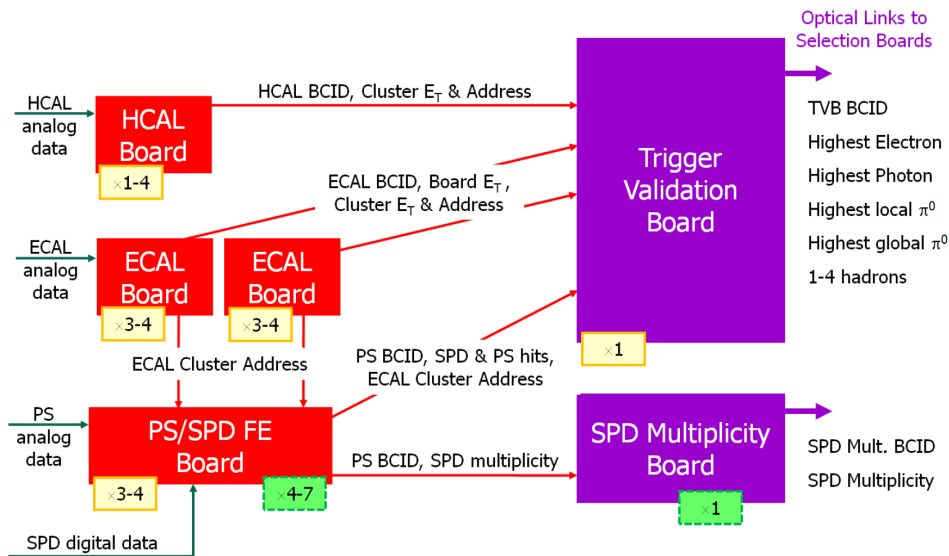 Optical Links to
Selection Boards
HCAL BCID, Cluster E_T & Address
HCAL
analog
data
HCAL
Board
×1-4
TVB BCID
Highest Electron
Highest Photon
Highest local π⁰
Highest global π⁰
1-4 hadrons
Trigger
Validation
Board
×1
ECAL BCID, Board E_T ,
Cluster E_T & Address
ECAL
analog
data
ECAL
Board
×3-4
ECAL
Board
×3-4
ECAL Cluster Address
PS BCID, SPD & PS hits,
ECAL Cluster Address
PS
analog
data
PS/SPD FE
Board
×3-4
×4-7
PS BCID, SPD multiplicity
SPD Multiplicity
Board
×1
SPD Mult. BCID
SPD Multiplicity
SPD digital data